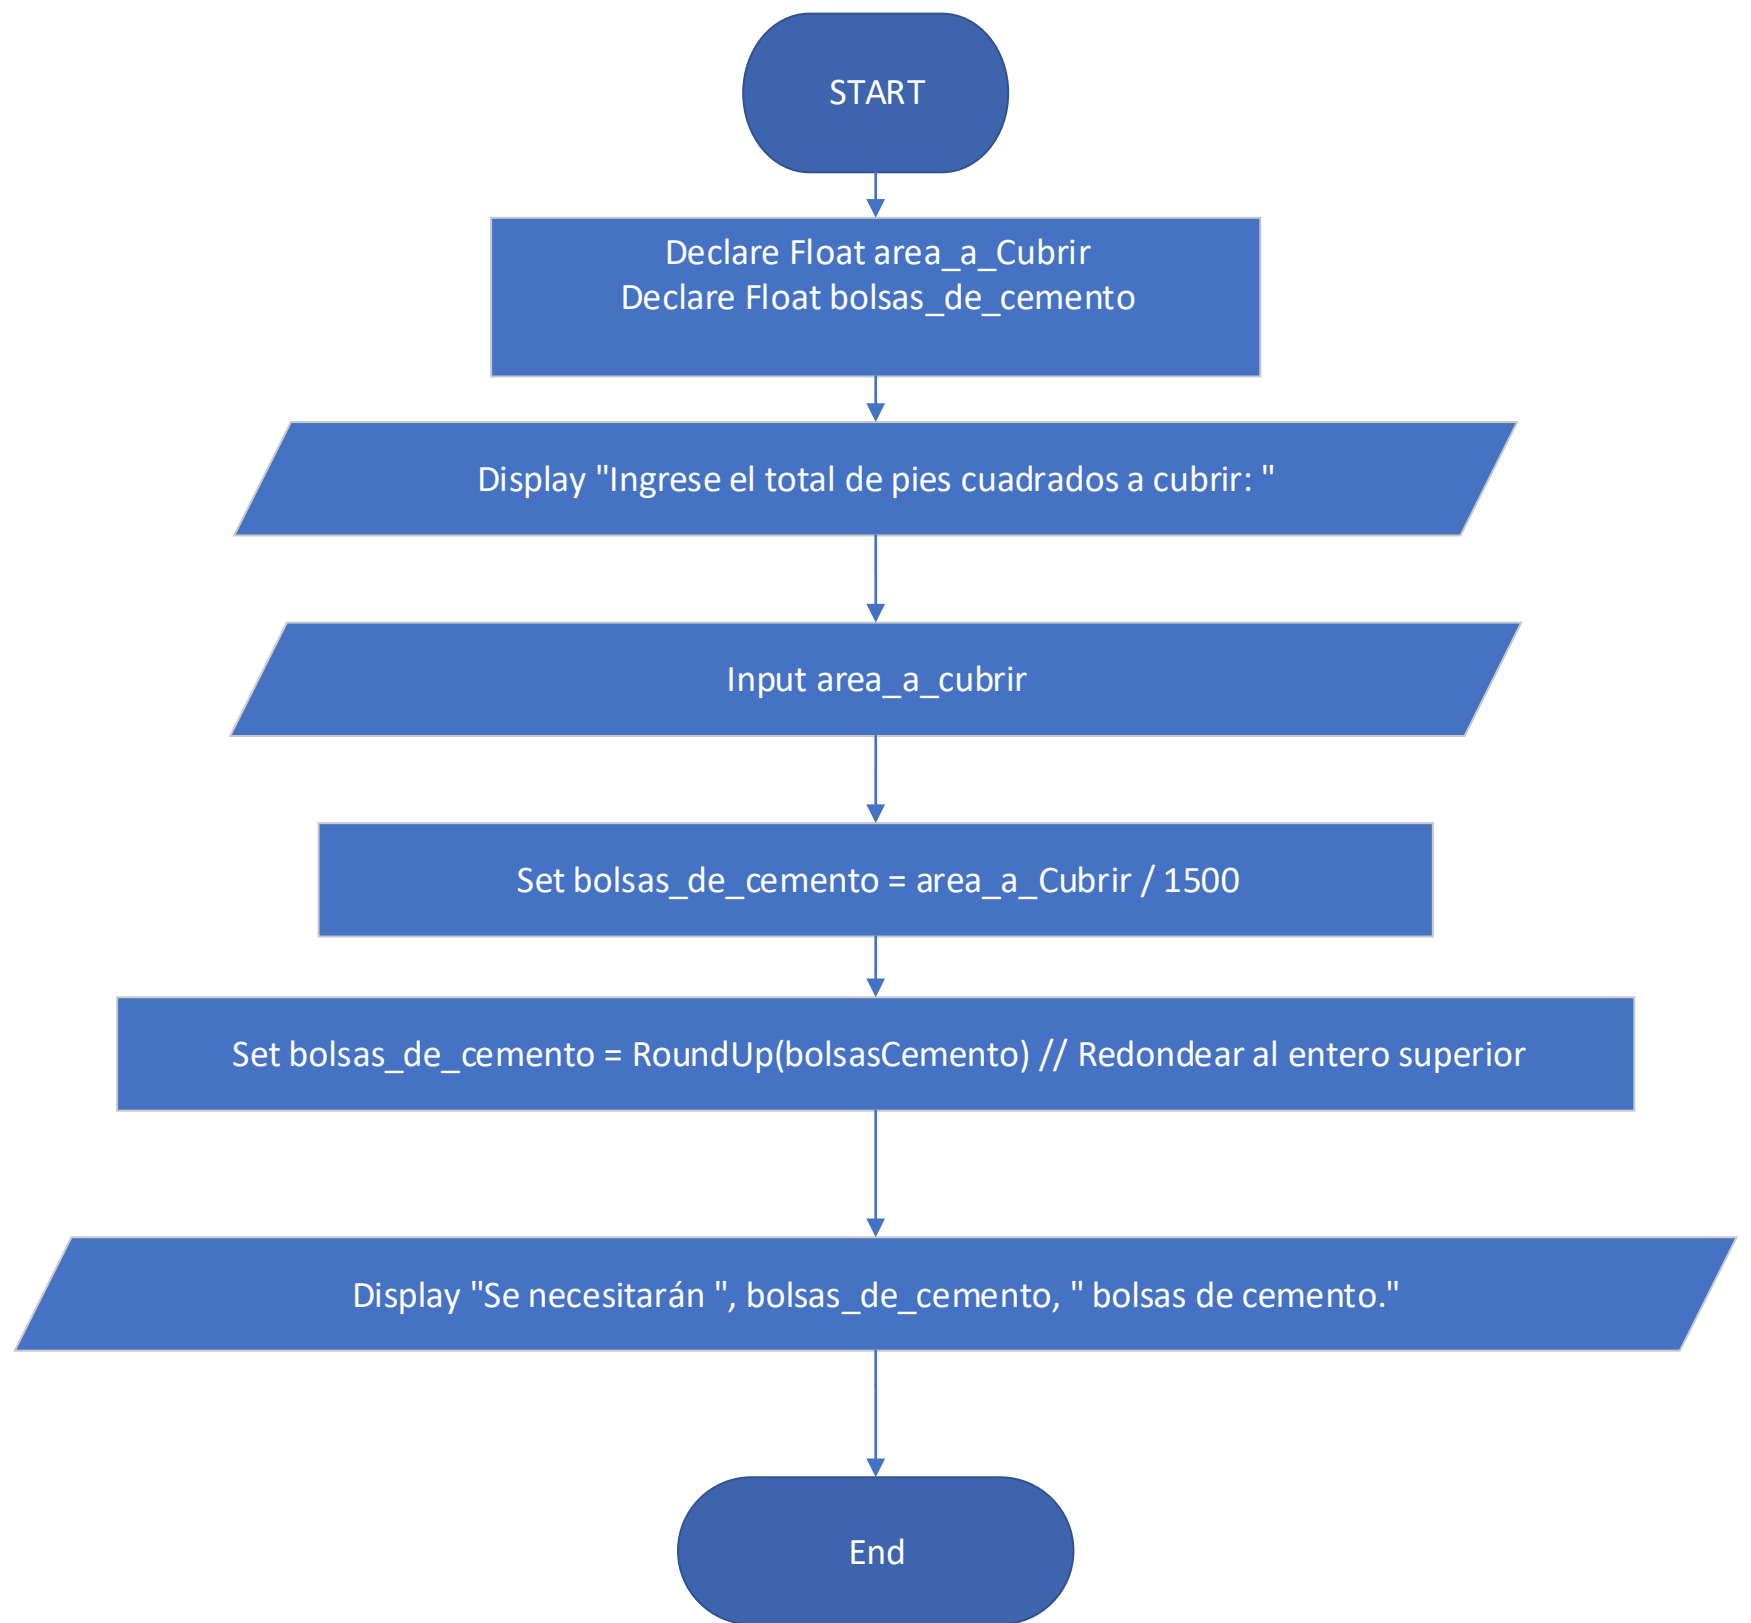 START
Declare Float area_a_Cubrir
Declare Float bolsas_de_cemento
Display "Ingrese el total de pies cuadrados a cubrir: "
Input area_a_cubrir
Set bolsas_de_cemento = area_a_Cubrir / 1500
Set bolsas_de_cemento = RoundUp(bolsasCemento) // Redondear al entero superior
Display "Se necesitarán ", bolsas_de_cemento, " bolsas de cemento."
End